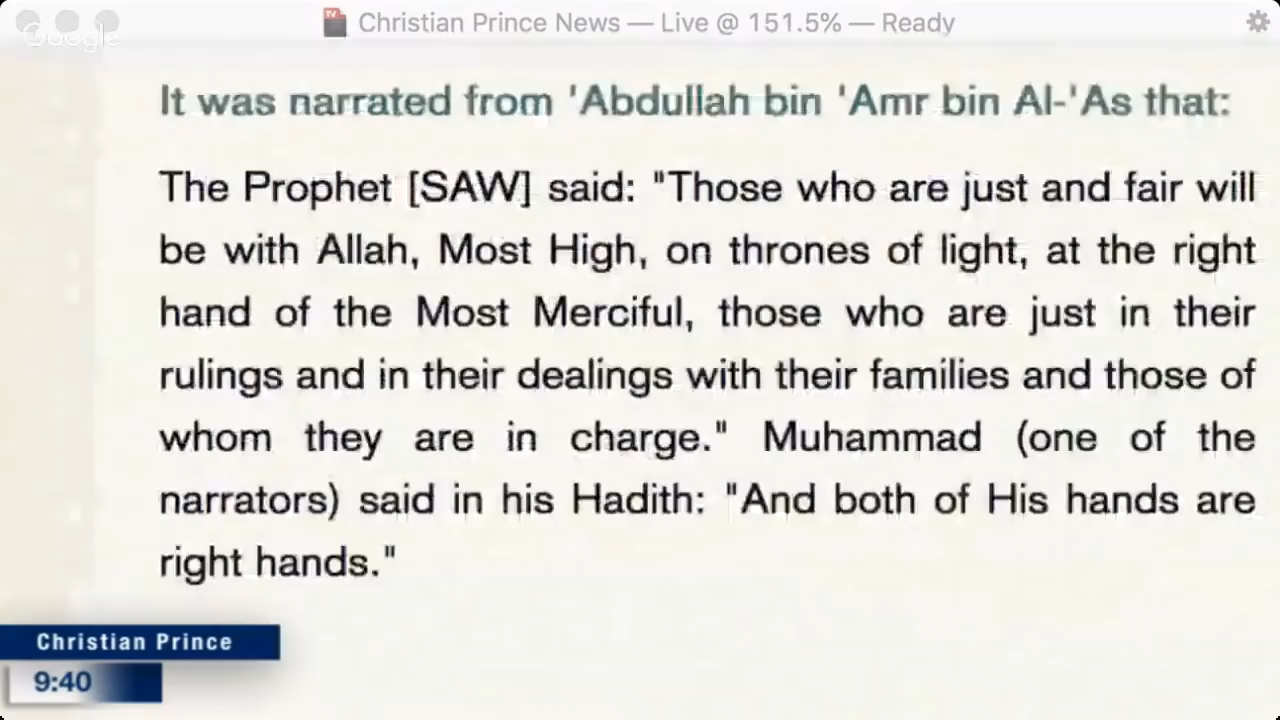 TV
Christian Prince News — Live @ 151.5% — Ready
Google
It was narrated from 'Abdullah bin 'Amr bin Al-'As that:
The Prophet [SAW] said: "Those who are just and fair will
be with Allah, Most High, on thrones of light, at the right
hand of the Most Merciful, those who are just in their
rulings and in their dealings with their families and those of
whom they are in charge." Muhammad (one of the
narrators) said in his Hadith: "And both of His hands are
right hands."
Christian Prince
9:40